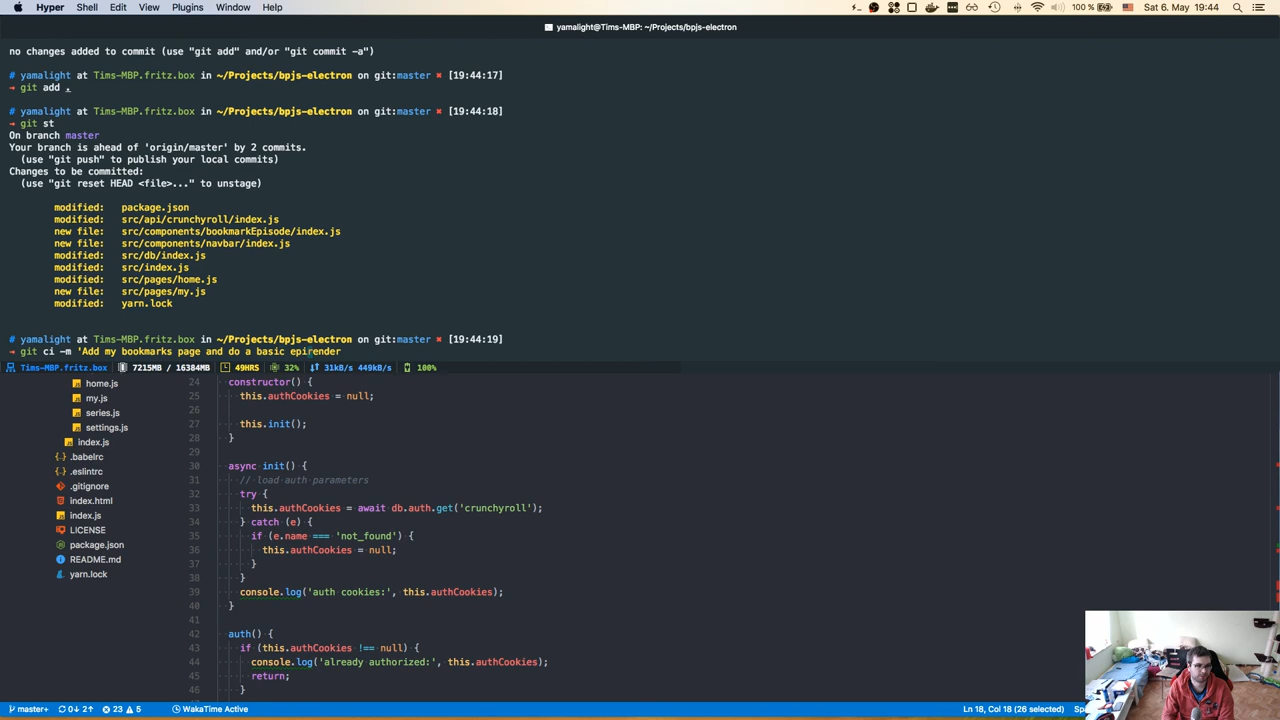 Hyper Shell Edit View Plugins Window Help 100 % Sat 6. May 19:44
yamalight@Tims-MBP: ~/Projects/bpjs-electron
no changes added to commit (use "git add" and/or "git commit -a")
# yamalight at Tims-MBP.fritz.box in ~/Projects/bpjs-electron on git:master ✖ [19:44:17]
→ git add .
# yamalight at Tims-MBP.fritz.box in ~/Projects/bpjs-electron on git:master ✖ [19:44:18]
→ git st
On branch master
Your branch is ahead of 'origin/master' by 2 commits.
(use "git push" to publish your local commits)
Changes to be committed:
(use "git reset HEAD <file>..." to unstage)
modified: package.json
modified: src/api/crunchyroll/index.js
new file: src/components/bookmarkEpisode/index.js
new file: src/components/navbar/index.js
modified: src/db/index.js
modified: src/index.js
modified: src/pages/home.js
new file: src/pages/my.js
modified: yarn.lock
# yamalight at Tims-MBP.fritz.box in ~/Projects/bpjs-electron on git:master ✖ [19:44:19]
→ git ci -m 'Add my bookmarks page and do a basic epirender
Tims-MBP.fritz.box 7215MB / 16384MB 49HRS 32% 31kB/s 449kB/s 100%
home.js
my.js
series.js
settings.js
index.js
.babelrc
.eslintrc
.gitignore
index.html
index.js
LICENSE
package.json
README.md
yarn.lock
24 constructor() {
25 this.authCookies = null;
26
27 this.init();
28 }
29
30 async init() {
31 // load auth parameters
32 try {
33 this.authCookies = await db.auth.get('crunchyroll');
34 } catch (e) {
35 if (e.name === 'not_found') {
36 this.authCookies = null;
37 }
38 }
39 console.log('auth cookies:', this.authCookies);
40 }
41
42 auth() {
43 if (this.authCookies !== null) {
44 console.log('already authorized:', this.authCookies);
45 return;
46 }
master+ 0↓ 2↑ 23 5 WakaTime Active Ln 18, Col 18 (26 selected)